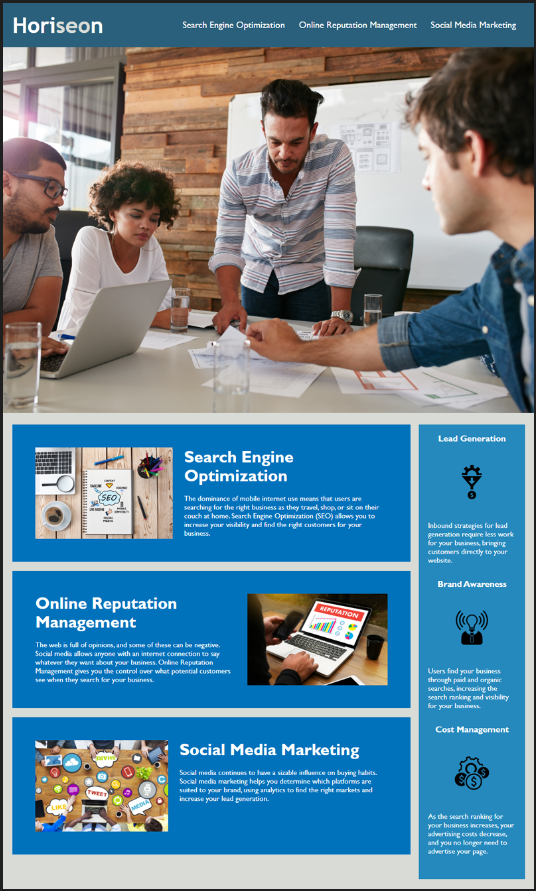 Horiseon
Search Engine Optimization
Online Reputation Management
Social Media Marketing
Search Engine
Optimization
The dominance of mobile internet use means that users are
searching for the right business as they travel, shop, or sit on their
couch at home. Search Engine Optimization (SEO) allows you to
increase your visibility and find the right customers for your
business.
SEO
Online Reputation
Management
The web is full of opinions, and some of these can be negative.
Social media allows anyone with an internet connection to say
whatever they want about your business. Online Reputation
Management gives you the control over what potential customers
see when they search for your business.
REPUTATION
LIKE
TWEET
MEDIA
Social Media Marketing
Social media continues to have a sizable influence on buying habits.
Social media marketing helps you determine which platforms are
suited to your brand, using analytics to find the right markets and
increase your lead generation.
Lead Generation
Inbound strategies for lead
generation require less work
for your business, bringing
customers directly to your
website.
Brand Awareness
Users find your business
through paid and organic
searches, increasing the
search ranking and visibility
for your business.
Cost Management
As the search ranking for
your business increases, your
advertising costs decrease,
and you no longer need to
advertise your page.